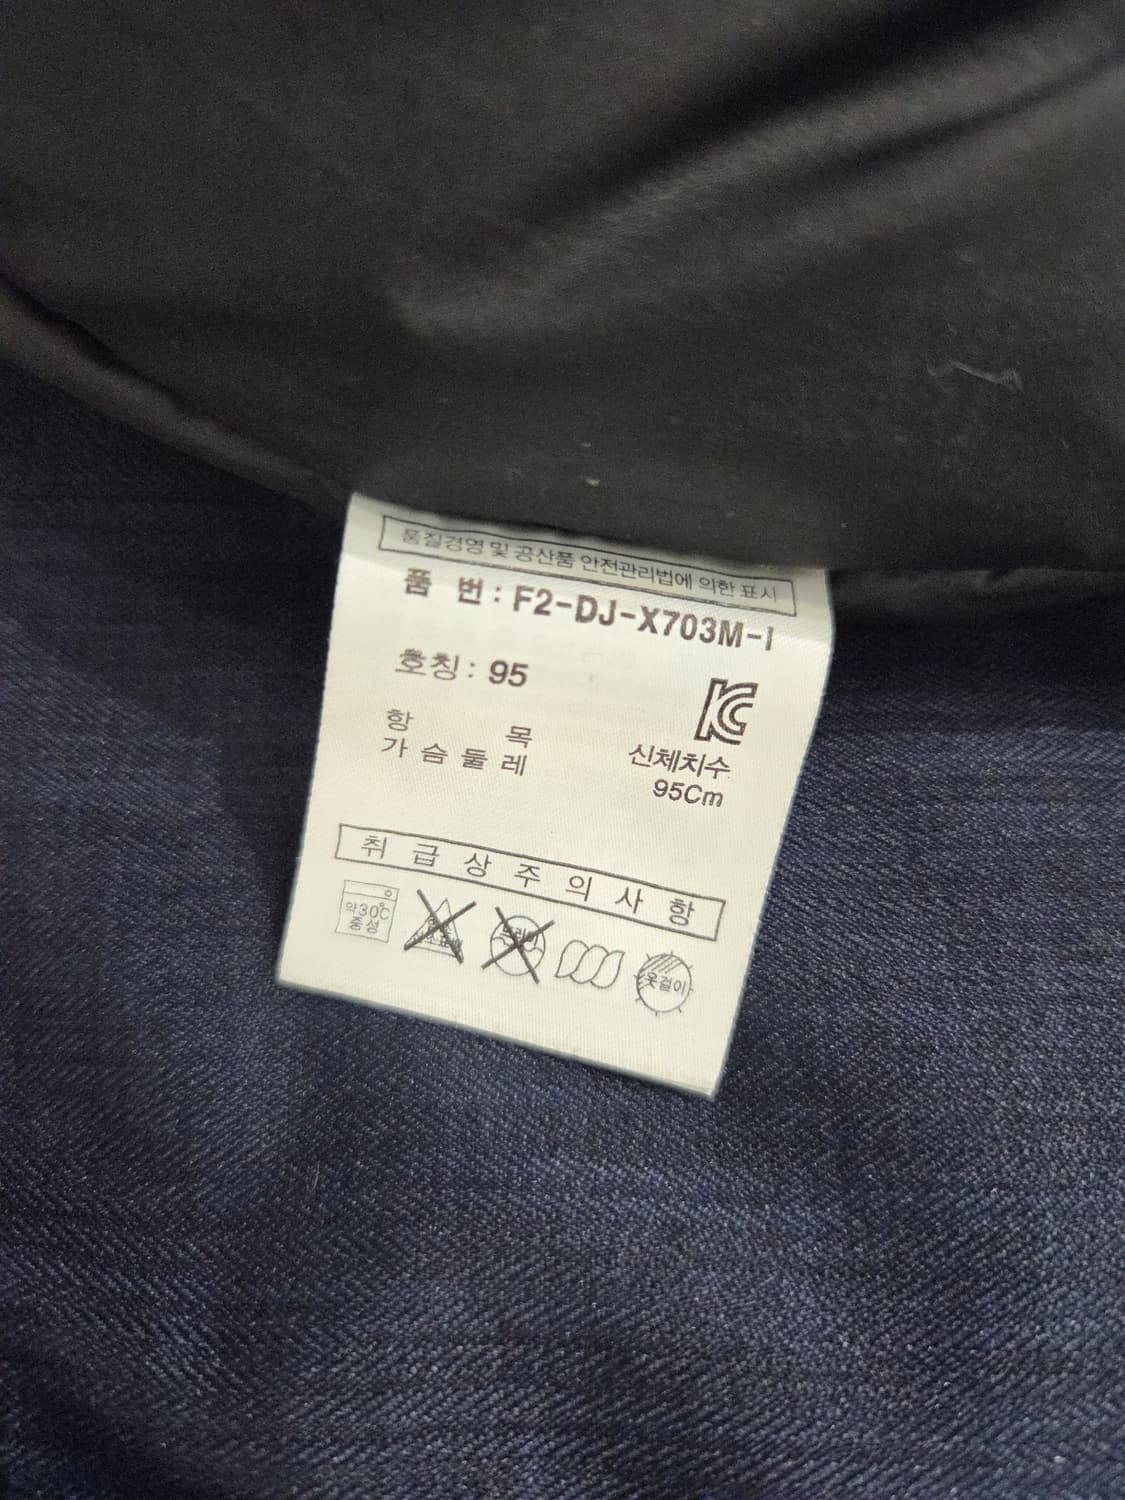 품질경영 및 공산품 안전관리법에 의한 표시
품 번 : F2-DJ-X703M-I
호칭 : 95
KC
항 목
신체치수
가 슴 둘 레
95Cm
취 급 상 주 의 사 항
약30℃
중성
옷걸이